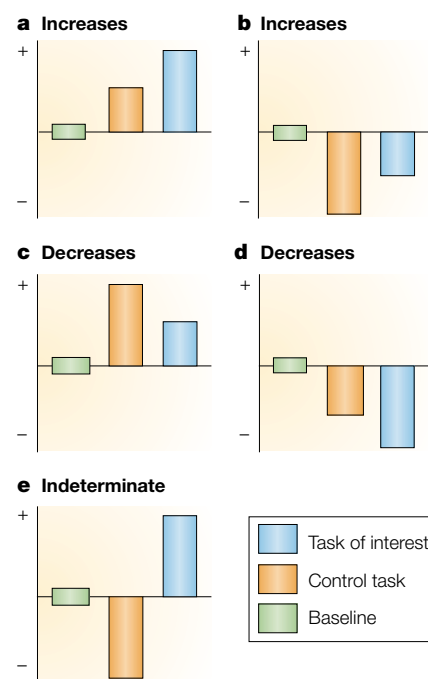 a Increases
b Increases
+
−
+
−
c Decreases
d Decreases
+
−
+
−
e Indeterminate
+
−
Task of interest
Control task
Baseline